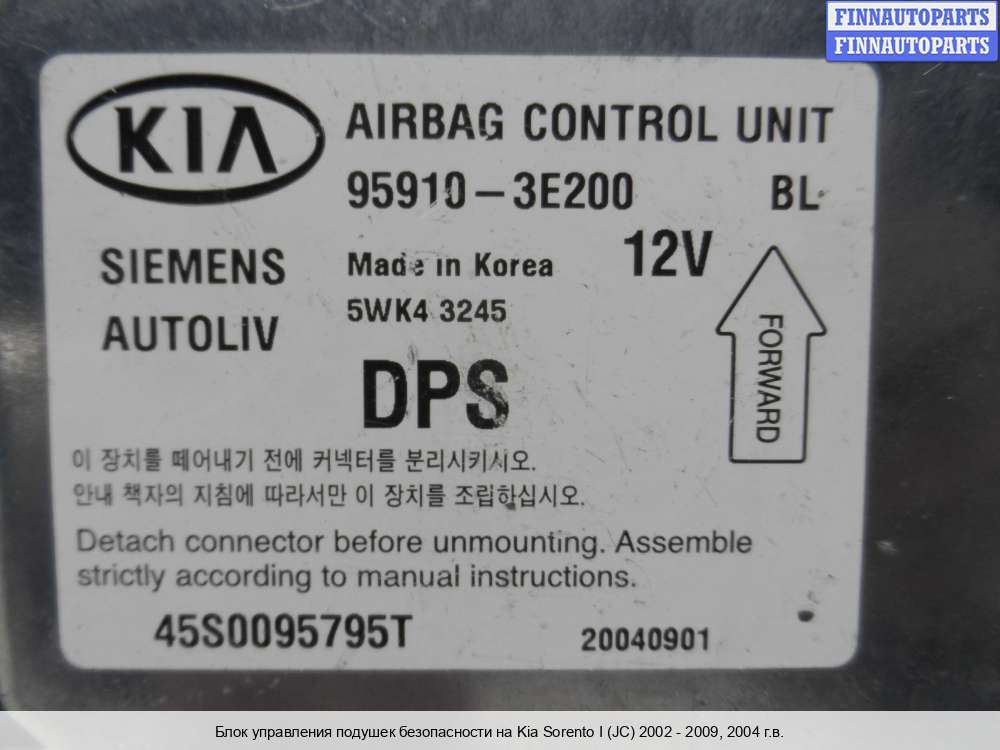 FINNAUTOPARTS
FINNAUTOPARTS
KIA
AIRBAG CONTROL UNIT
95910-3E200 BL
SIEMENS
AUTOLIV
Made in Korea
12V
5WK4 3245
FORWARD
DPS
이 장치를 떼어내기 전에 커넥터를 분리시키시오.
안내 책자의 지침에 따라서만 이 장치를 조립하십시오.
Detach connector before unmounting. Assemble
strictly according to manual instructions.
45S0095795T 20040901
Блок управления подушек безопасности на Kia Sorento I (JC) 2002 - 2009, 2004 г.в.